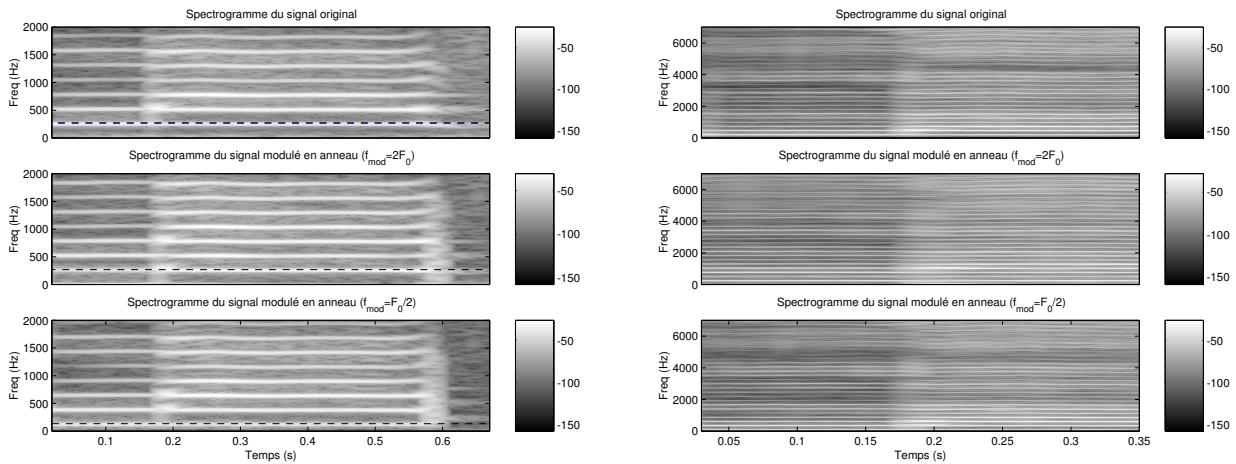 Spectrogramme du signal original
2000
1500
1000
500
0
Freq (Hz)
-50
-100
-150
Spectrogramme du signal modulé en anneau (f_mod=2F_0)
2000
1500
1000
500
0
Freq (Hz)
-50
-100
-150
Spectrogramme du signal modulé en anneau (f_mod=F_0/2)
2000
1500
1000
500
0
Freq (Hz)
0.1 0.2 0.3 0.4 0.5 0.6
Temps (s)
-50
-100
-150
Spectrogramme du signal original
6000
4000
2000
0
Freq (Hz)
-50
-100
-150
Spectrogramme du signal modulé en anneau (f_mod=2F_0)
6000
4000
2000
0
Freq (Hz)
-50
-100
-150
Spectrogramme du signal modulé en anneau (f_mod=F_0/2)
6000
4000
2000
0
Freq (Hz)
0.05 0.1 0.15 0.2 0.25 0.3 0.35
Temps (s)
-50
-100
-150